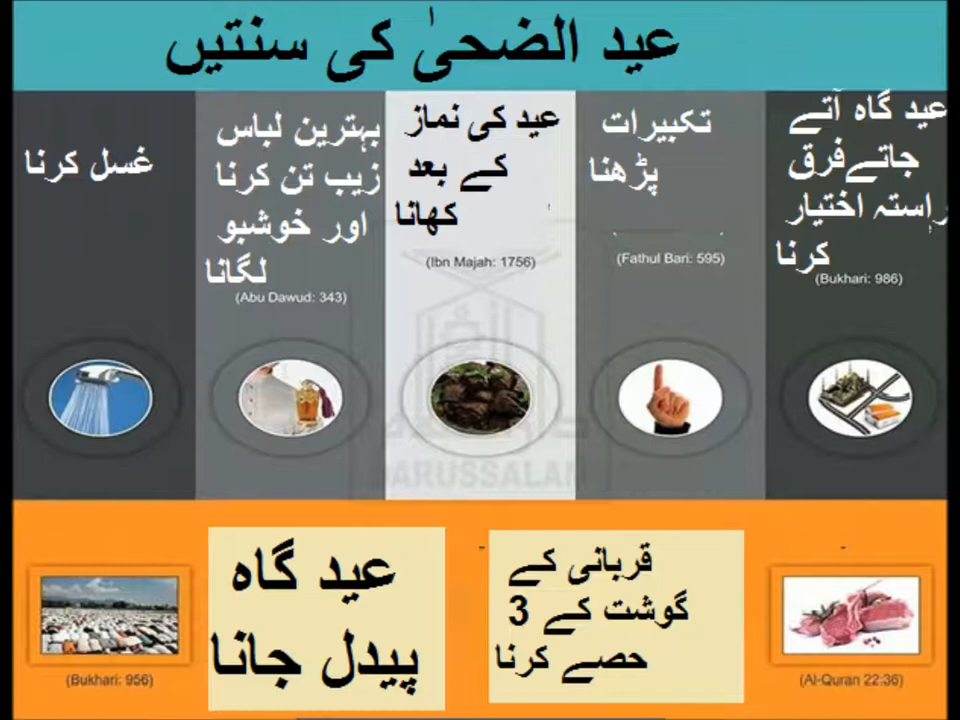 عید الضحیٰ کی سنتیں
غسل کرنا
بہترین لباس
زیب تن کرنا
اور خوشبو
لگانا
(Abu Dawud: 343)
عید کی نماز
کے بعد
کھانا
(Ibn Majah: 1756)
تکبیرات
پڑھنا
(Fathul Bari: 595)
عید گاہ آتے
جاتےفرق
راستہ اختیار
کرنا
(Bukhari: 986)
DARUSSALAM
(Bukhari: 956)
عید گاہ
پیدل جانا
قربانی کے
گوشت کے 3
حصے کرنا
(Al-Quran 22:36)